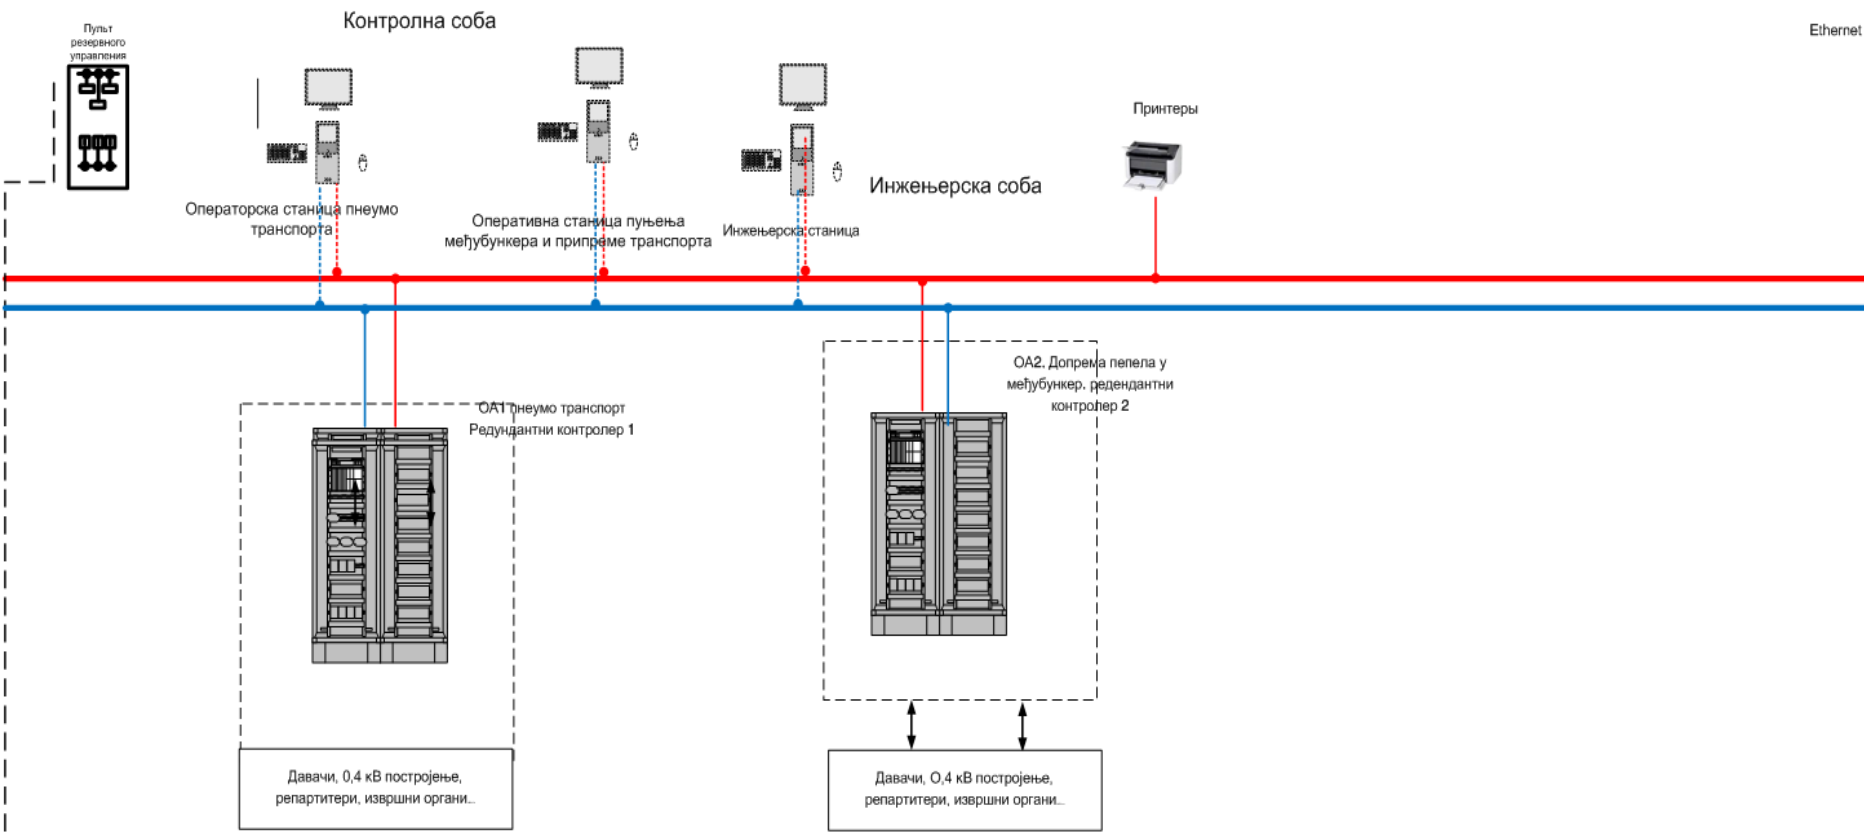 Контролна соба
Ethernet
Пульт
резервного
управления
Принтеры
Инжењерска соба
Операторска станица пнеумо
транспорта
Оперативна станица пуњења
међубункера и припреме транспорта
Инжењерска станица
ОА1 пнеумо транспорт
Редундантни контролер 1
ОА2. Допрема пепела у
међубункер. редендантни
контролер 2
Давачи, 0,4 кВ постројење,
репартитери, извршни органи...
Давачи, О,4 кВ постројење,
репартитери, извршни органи...